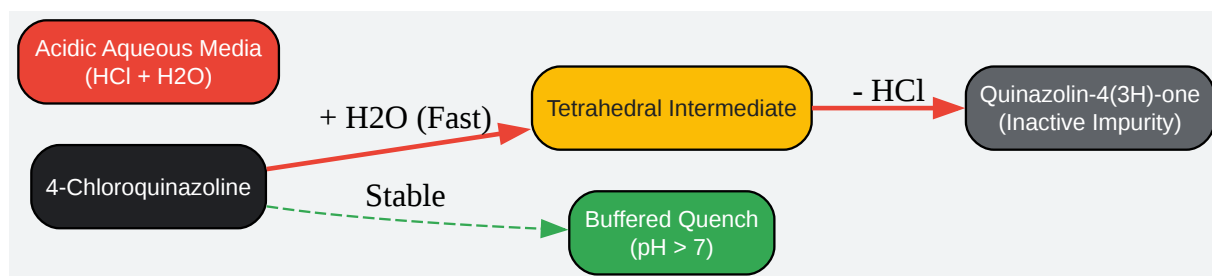 Acidic Aqueous Media
(HCl + H2O)
4-Chloroquinazoline
+ H2O (Fast)
Stable
Tetrahedral Intermediate
Buffered Quench
(pH > 7)
- HCl
Quinazolin-4(3H)-one
(Inactive Impurity)